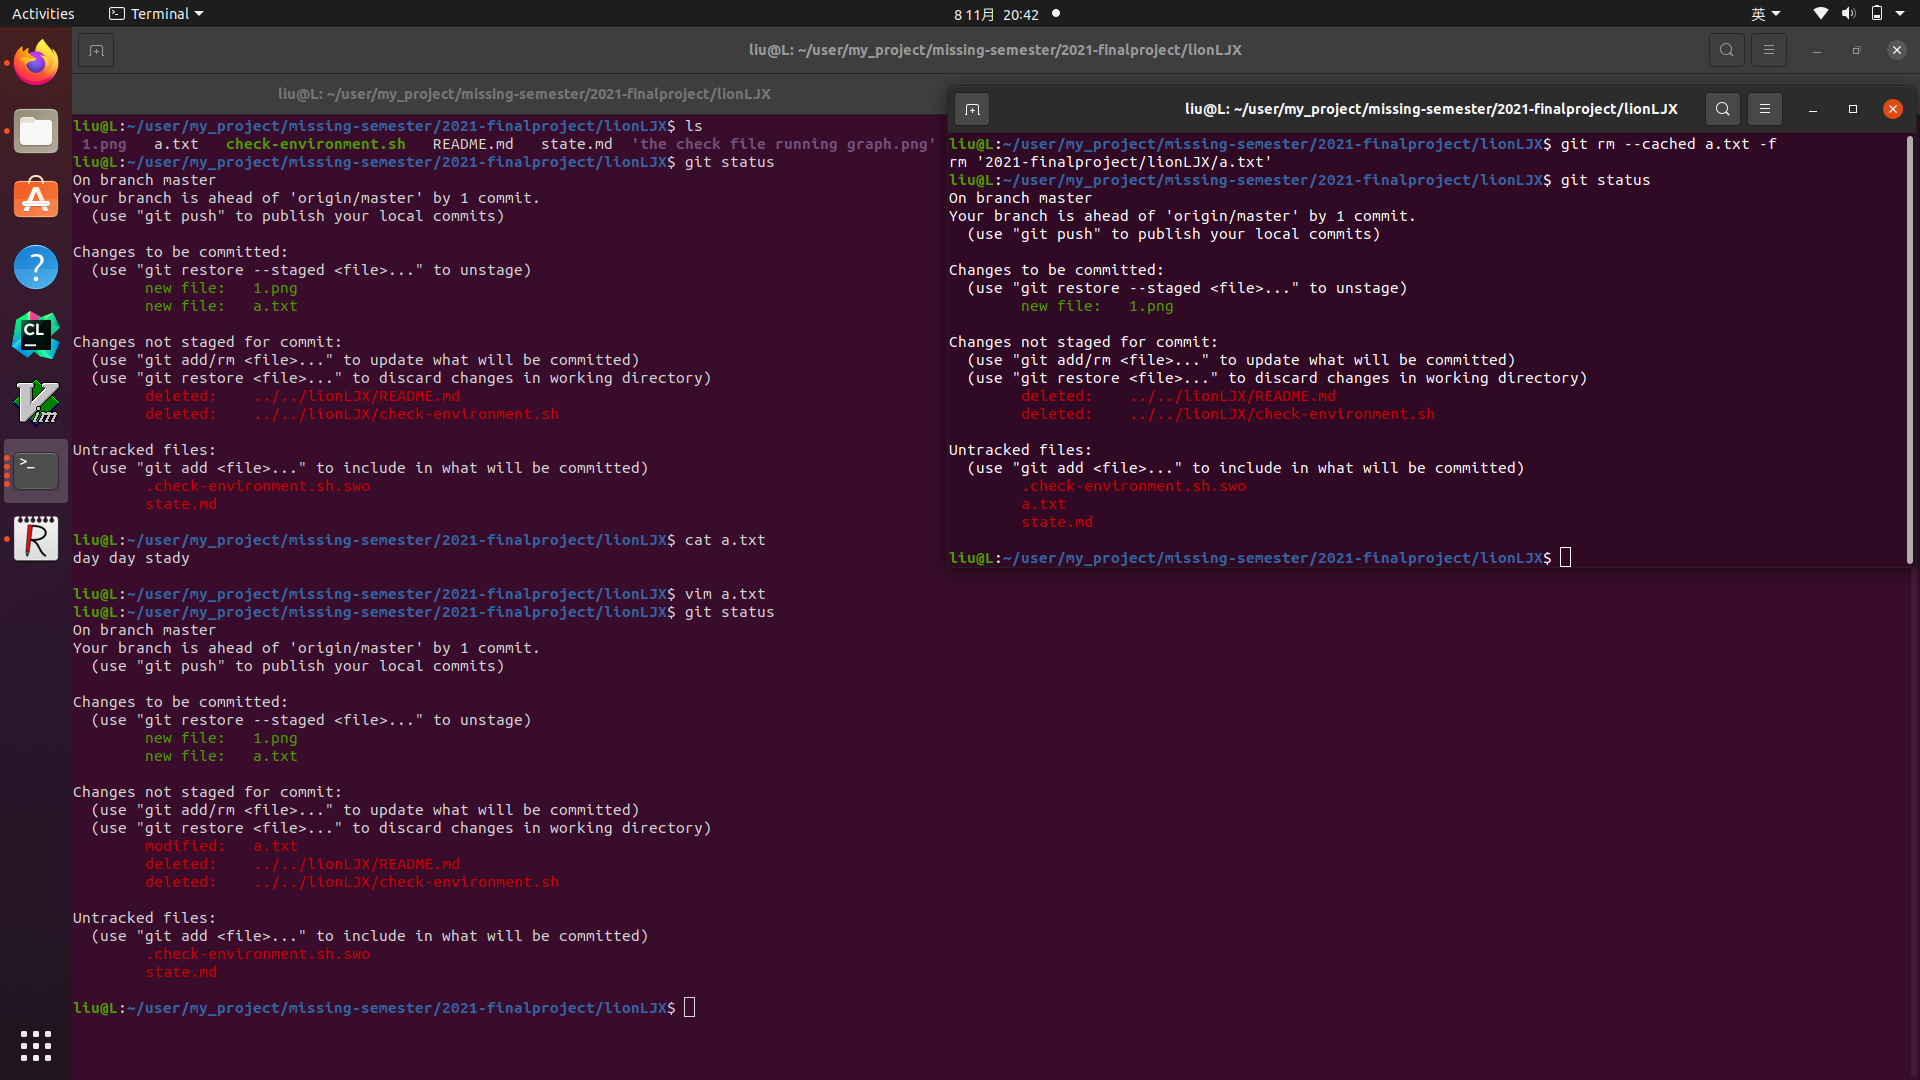 Activities
Terminal
8 11月 20:42
英
liu@L: ~/user/my_project/missing-semester/2021-finalproject/lionLJX
liu@L: ~/user/my_project/missing-semester/2021-finalproject/lionLJX
liu@L:~/user/my_project/missing-semester/2021-finalproject/lionLJX$ ls
1.png a.txt check-environment.sh README.md state.md 'the check file running graph.png'
liu@L:~/user/my_project/missing-semester/2021-finalproject/lionLJX$ git status
On branch master
Your branch is ahead of 'origin/master' by 1 commit.
(use "git push" to publish your local commits)
Changes to be committed:
(use "git restore --staged <file>..." to unstage)
new file: 1.png
new file: a.txt
Changes not staged for commit:
(use "git add/rm <file>..." to update what will be committed)
(use "git restore <file>..." to discard changes in working directory)
deleted: ../../lionLJX/README.md
deleted: ../../lionLJX/check-environment.sh
Untracked files:
(use "git add <file>..." to include in what will be committed)
.check-environment.sh.swo
state.md
liu@L:~/user/my_project/missing-semester/2021-finalproject/lionLJX$ cat a.txt
day day stady
liu@L:~/user/my_project/missing-semester/2021-finalproject/lionLJX$ vim a.txt
liu@L:~/user/my_project/missing-semester/2021-finalproject/lionLJX$ git status
On branch master
Your branch is ahead of 'origin/master' by 1 commit.
(use "git push" to publish your local commits)
Changes to be committed:
(use "git restore --staged <file>..." to unstage)
new file: 1.png
new file: a.txt
Changes not staged for commit:
(use "git add/rm <file>..." to update what will be committed)
(use "git restore <file>..." to discard changes in working directory)
modified: a.txt
deleted: ../../lionLJX/README.md
deleted: ../../lionLJX/check-environment.sh
Untracked files:
(use "git add <file>..." to include in what will be committed)
.check-environment.sh.swo
state.md
liu@L:~/user/my_project/missing-semester/2021-finalproject/lionLJX$
liu@L: ~/user/my_project/missing-semester/2021-finalproject/lionLJX
liu@L:~/user/my_project/missing-semester/2021-finalproject/lionLJX$ git rm --cached a.txt -f
rm '2021-finalproject/lionLJX/a.txt'
liu@L:~/user/my_project/missing-semester/2021-finalproject/lionLJX$ git status
On branch master
Your branch is ahead of 'origin/master' by 1 commit.
(use "git push" to publish your local commits)
Changes to be committed:
(use "git restore --staged <file>..." to unstage)
new file: 1.png
Changes not staged for commit:
(use "git add/rm <file>..." to update what will be committed)
(use "git restore <file>..." to discard changes in working directory)
deleted: ../../lionLJX/README.md
deleted: ../../lionLJX/check-environment.sh
Untracked files:
(use "git add <file>..." to include in what will be committed)
.check-environment.sh.swo
a.txt
state.md
liu@L:~/user/my_project/missing-semester/2021-finalproject/lionLJX$
CL
Vim
>_
R